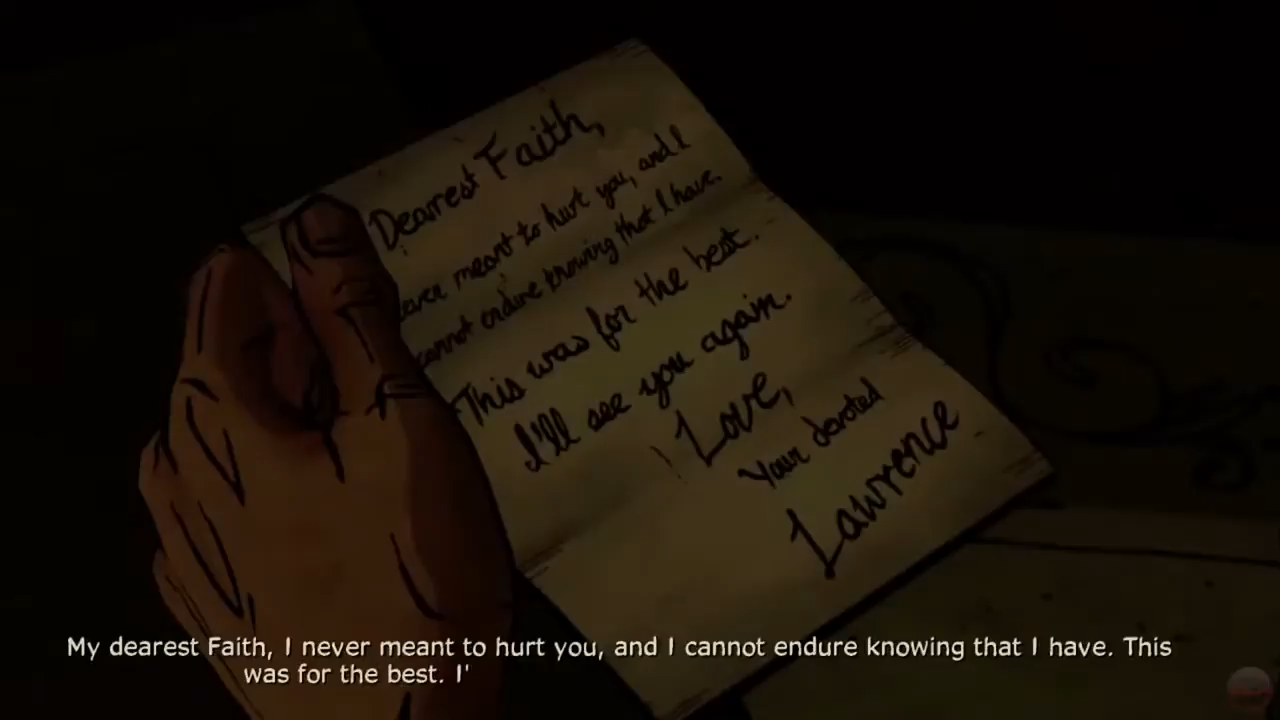 Dearest Faith,
never meant to hurt you, and I
cannot endure knowing that I have.
This was for the best.
I'll see you again.
Love,
Your devoted
Lawrence
My dearest Faith, I never meant to hurt you, and I cannot endure knowing that I have. This
was for the best. I'